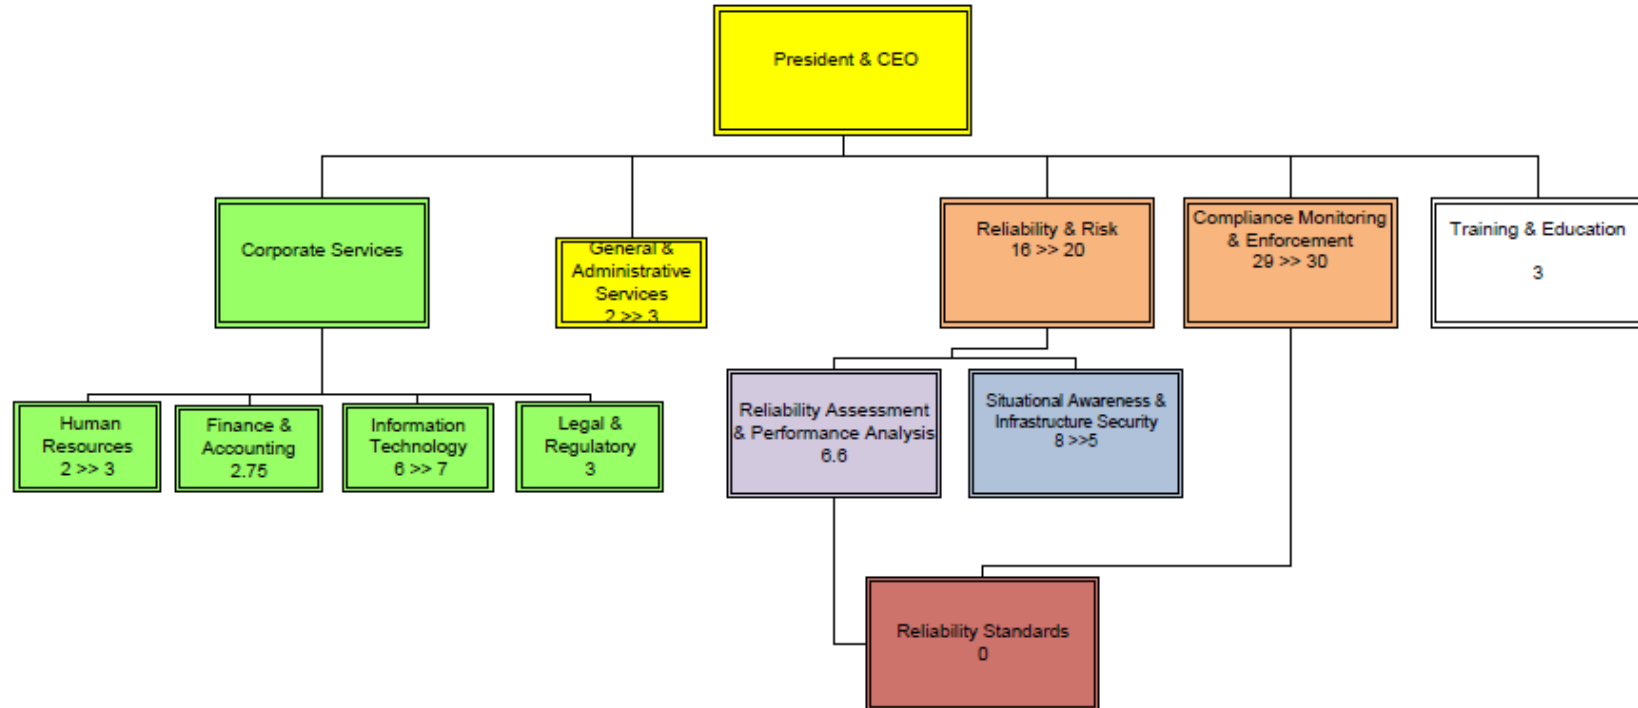 President & CEO
Corporate Services
General &
Administrative
Services
2 >> 3
Reliability & Risk
16 >> 20
Compliance Monitoring
& Enforcement
29 >> 30
Training & Education
3
Human
Resources
2 >> 3
Finance &
Accounting
2.75
Information
Technology
6 >> 7
Legal &
Regulatory
3
Reliability Assessment
& Performance Analysis
6.6
Situational Awareness &
Infrastructure Security
8 >>5
Reliability Standards
0